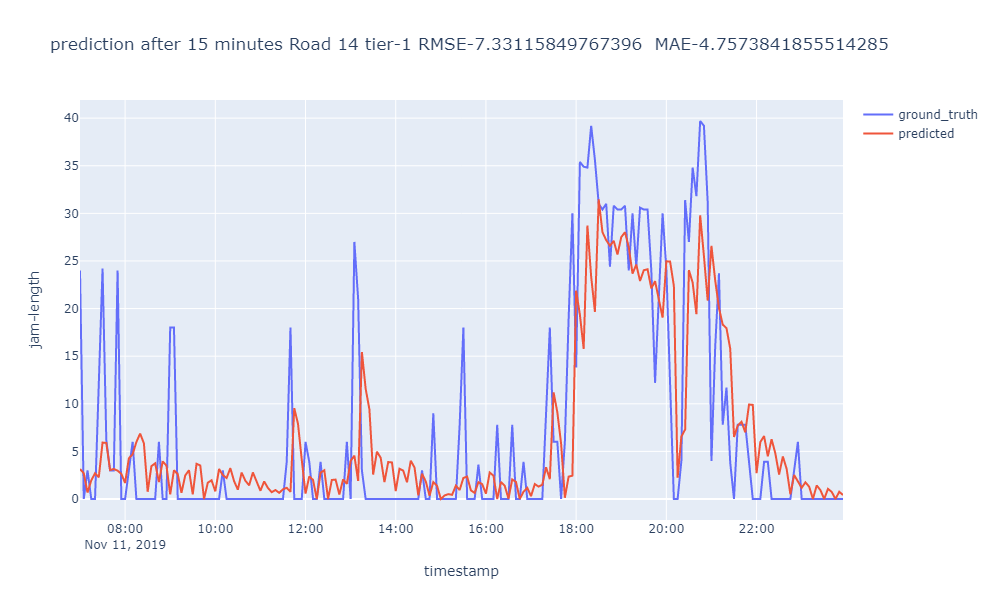 prediction after 15 minutes Road 14 tier-1 RMSE-7.33115849767396  MAE-4.7573841855514285
ground_truth
predicted
40
35
30
25
20
15
10
5
0
jam-length
08:00 10:00 12:00 14:00 16:00 18:00 20:00 22:00
Nov 11, 2019
timestamp